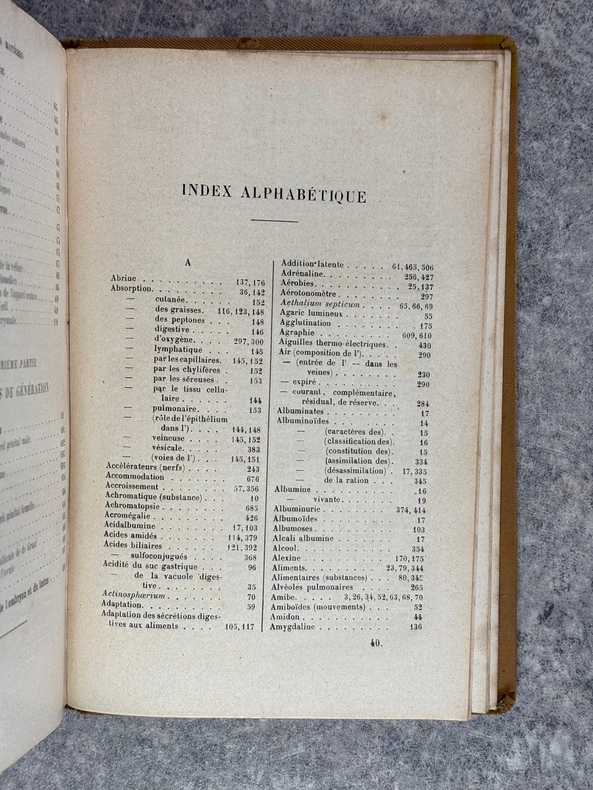 INDEX ALPHABÉTIQUE
A
Abrine . . . . . . . . . 137,176
Absorption. . . . . . . . 36,142
— cutanée. . . . . . 152
— des graisses. . 116,123,148
— des peptones . . . 148
— digestive . . . . 146
— d'oxygène. . . . 297,300
— lymphatique . . . 145
— par les capillaires. 145,152
— par les chylifères 152
— par les séreuses. . 153
— par le tissu cellu-
laire . . . . . . 144
— pulmonaire. . . . 153
— (rôle de l'épithélium
dans l'). . . . . 144,148
— veineuse . . . . 145,152
— vésicale. . . . . 383
— (voies de l') . . . 145,151
Accélérateurs (nerfs) . . . . 243
Accommodation . . . . . 676
Accroissement . . . . . . 57,356
Achromatique (substance) . . . 10
Achromatopsie. . . . . . 685
Acromégalie . . . . . . . 426
Acidalbumine . . . . . . 17,103
Acides amidés . . . . . . 114,379
Acides biliaires . . . . . 121,392
— sulfoconjugués . . . 368
Acidité du suc gastrique . . . 96
— de la vacuole diges-
tive. . . . . . . 35
Actinosphœrium . . . . . 70
Adaptation. . . . . . . . 59
Adaptation des sécrétions diges-
tives aux aliments . . . . 105,117
Addition latente . . . . . 61,465,506
Adrénaline. . . . . . . . 256,427
Aérobies . . . . . . . . 25,137
Aérotonomètre . . . . . . 297
Aethalium septicum . . . . 65,66,69
Agaric lumineux . . . . . 55
Agglutination . . . . . . 175
Agraphie . . . . . . . . 609,610
Aiguilles thermo-électriques. . . 430
Air (composition de l'). . . . 290
— (entrée de l' — dans les
veines) . . . . . . . 230
— expiré . . . . . . . . 290
— courant, complémentaire,
résidual, de réserve. . . 284
Albuminates . . . . . . . 17
Albuminoïdes . . . . . . . 14
— (caractères des). . . 15
— (classification des). 16
— (constitution des) . 15
— (assimilation des). 334
— (désassimilation) . 17,335
— de la ration . . . 345
Albumine . . . . . . . . 16
— vivante. . . . . . 19
Albuminurie . . . . . . . 374,414
Albumoïdes . . . . . . . 17
Albumoses. . . . . . . . 103
Alcali albumine . . . . . 17
Alcool. . . . . . . . . 354
Alexine . . . . . . . . 170,175
Aliments. . . . . . . . 23,79,344
Alimentaires (substances) . . . 80,345
Alvéoles pulmonaires . . . . 265
Amibe. . . . . 3,26,34,52,63,68,70
Amiboïdes (mouvements) . . . 52
Amidon . . . . . . . . 44
Amygdaline . . . . . . . 136
40.